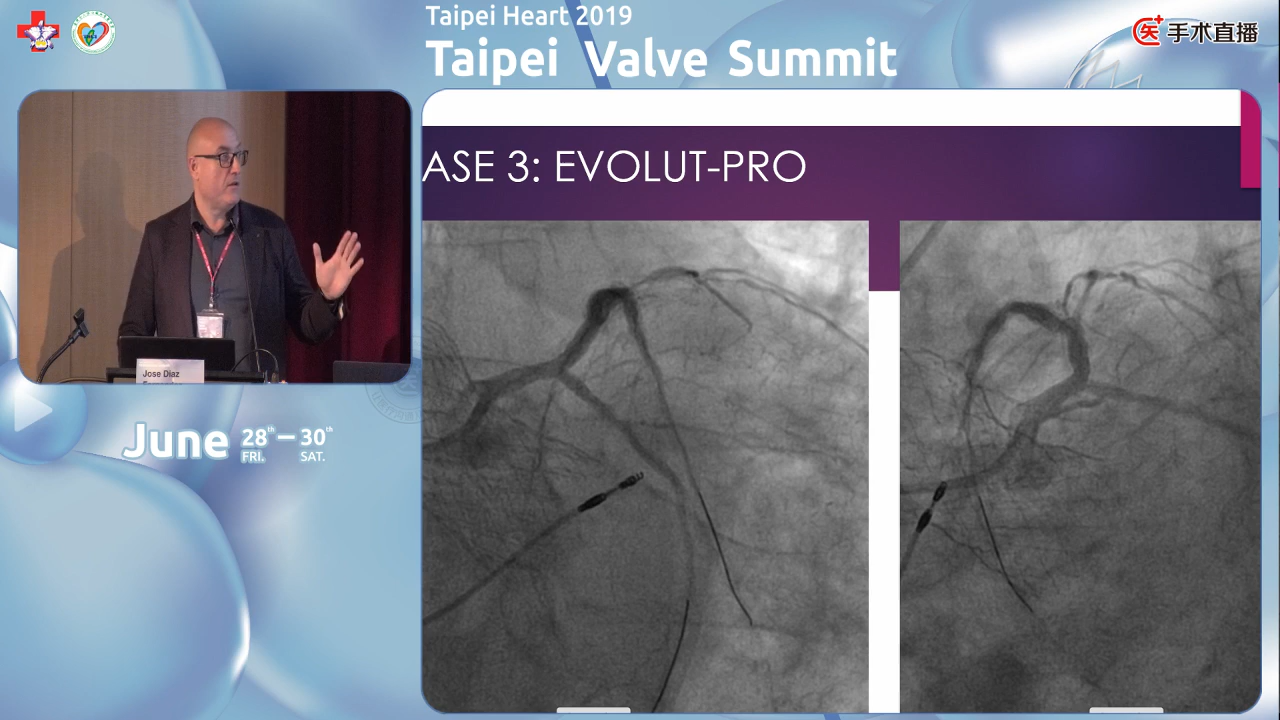 Taipei Heart 2019
Taipei Valve Summit
手术直播
ASE 3: EVOLUT-PRO
Jose Diaz
June 28th — 30th
FRI. SAT.